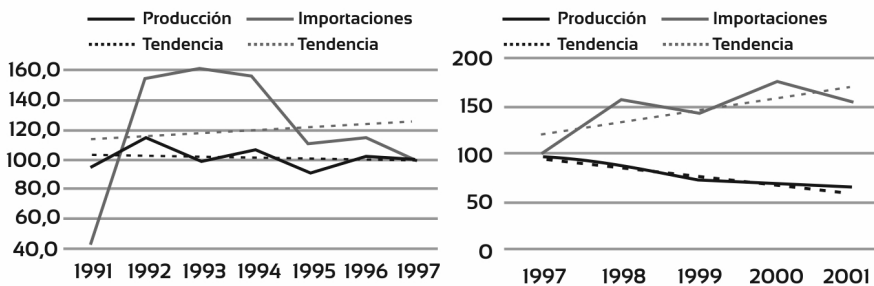 Producción Importaciones
Tendencia Tendencia
160,0
140,0
120,0
100,0
80,0
60,0
40,0
1991 1992 1993 1994 1995 1996 1997
Producción Importaciones
Tendencia Tendencia
200
150
100
50
0
1997 1998 1999 2000 2001